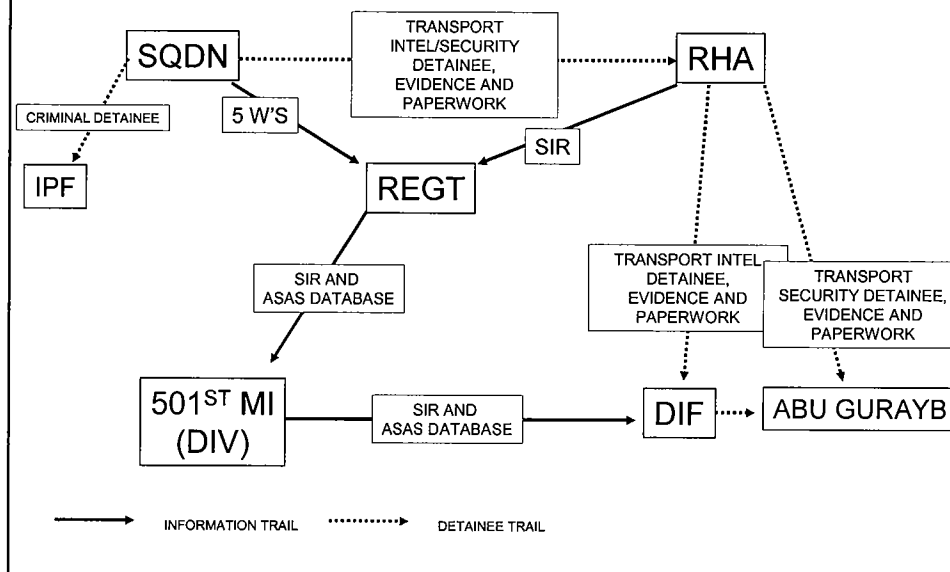 TRANSPORT
INTEL/SECURITY
DETAINEE,
EVIDENCE AND
PAPERWORK
SQDN
RHA
CRIMINAL DETAINEE
5 W'S
SIR
IPF
REGT
SIR AND
ASAS DATABASE
TRANSPORT INTEL
DETAINEE,
EVIDENCE AND
PAPERWORK
TRANSPORT
SECURITY DETAINEE,
EVIDENCE AND
PAPERWORK
501ST MI
(DIV)
SIR AND
ASAS DATABASE
DIF
ABU GURAYB
INFORMATION TRAIL
DETAINEE TRAIL